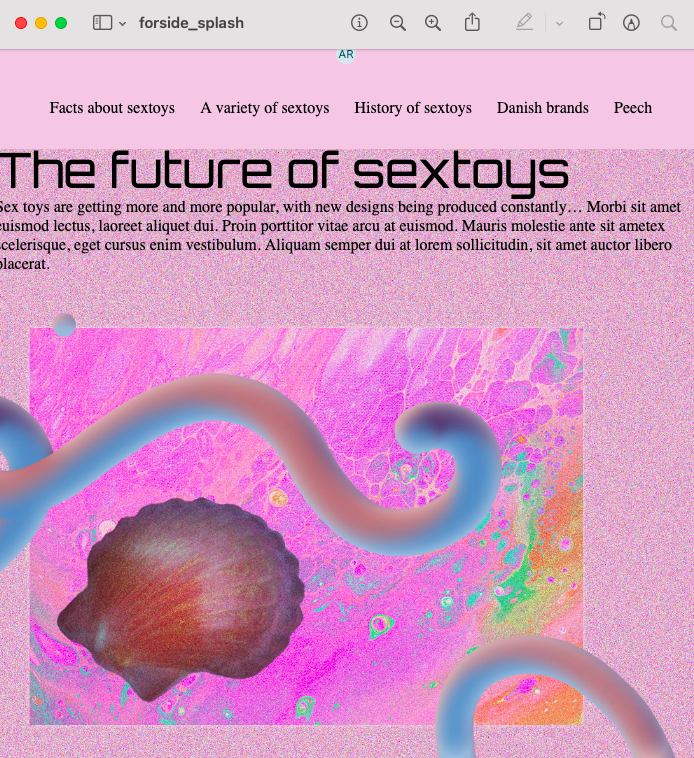 forside_splash
AR
Facts about sextoys A variety of sextoys History of sextoys Danish brands Peech
The future of sextoys
Sex toys are getting more and more popular, with new designs being produced constantly… Morbi sit amet
euismod lectus, laoreet aliquet dui. Proin porttitor vitae arcu at euismod. Mauris molestie ante sit ametex
scelerisque, eget cursus enim vestibulum. Aliquam semper dui at lorem sollicitudin, sit amet auctor libero
placerat.